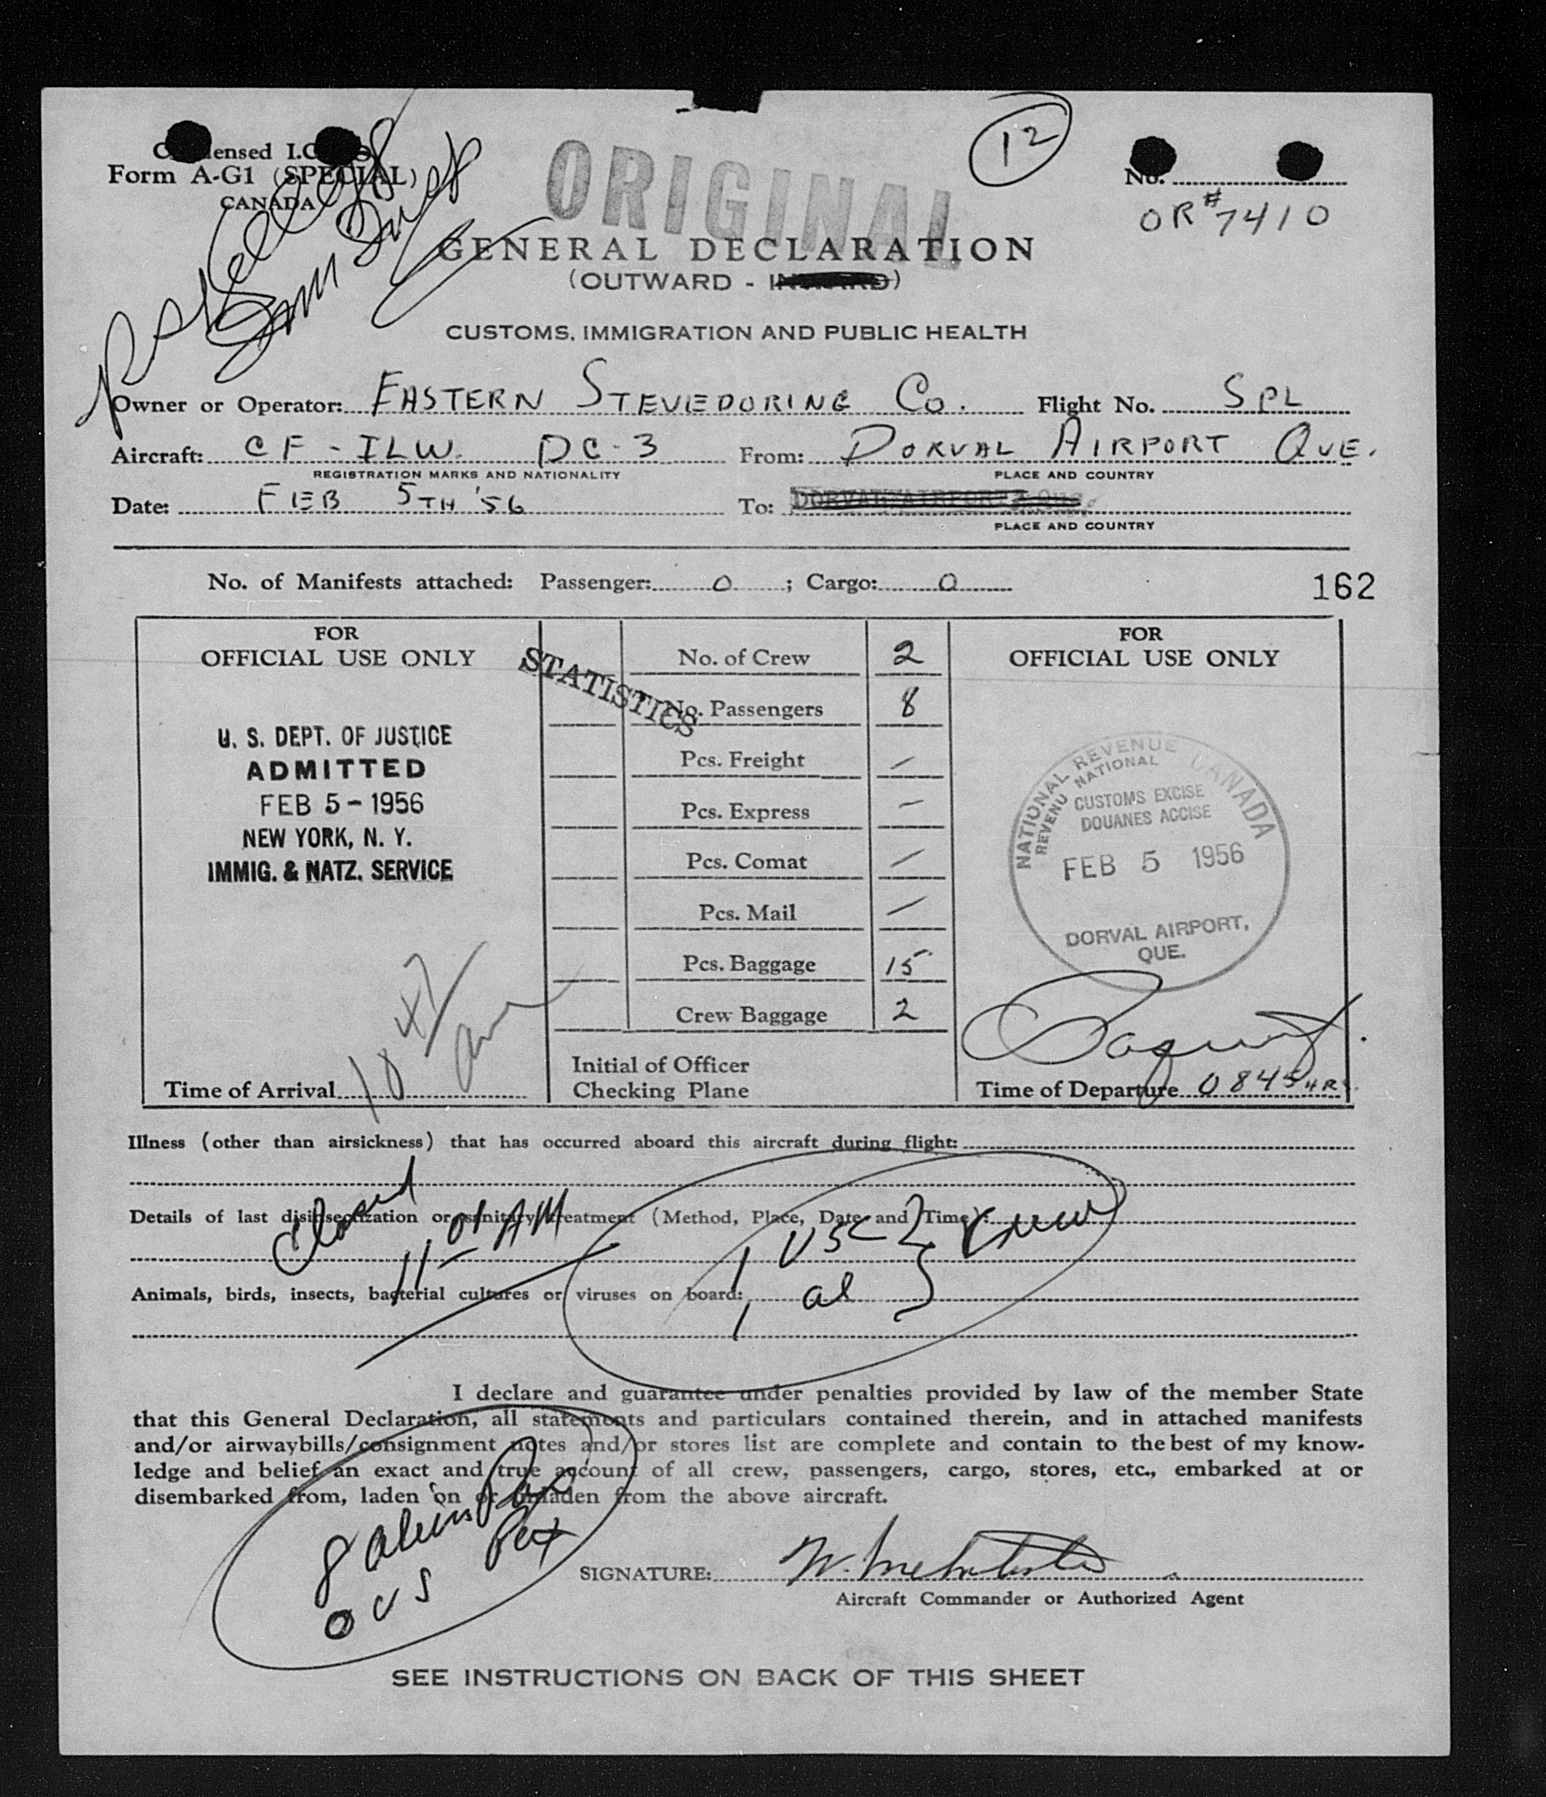 12
Form A-G1 (SPECIAL)
CANADA
ORIGINAL
No.
OR #7410
GENERAL DECLARATION
(OUTWARD -
CUSTOMS, IMMIGRATION AND PUBLIC HEALTH
Owner or Operator: EASTERN STEVEDORING CO. Flight No. SPL
Aircraft: CF-ILW DC-3 From: DORVAL AIRPORT QUE.
REGISTRATION MARKS AND NATIONALITY PLACE AND COUNTRY
Date: FEB 5TH '56 To: DORVAL AIRPORT, Que.
PLACE AND COUNTRY
No. of Manifests attached: Passenger: 0 ; Cargo: 0 162
FOR
OFFICIAL USE ONLY
U. S. DEPT. OF JUSTICE
ADMITTED
FEB 5 - 1956
NEW YORK, N. Y.
IMMIG. & NATZ. SERVICE
Time of Arrival 10 47 am
STATISTICS
No. of Crew 2
No. Passengers 8
Pcs. Freight —
Pcs. Express —
Pcs. Comat —
Pcs. Mail —
Pcs. Baggage 15
Crew Baggage 2
Initial of Officer
Checking Plane
FOR
OFFICIAL USE ONLY
NATIONAL REVENUE CANADA
REVENU NATIONAL
CUSTOMS EXCISE
DOUANES ACCISE
FEB 5 1956
DORVAL AIRPORT,
QUE.
Time of Departure 0845 HRS.
Illness (other than airsickness) that has occurred aboard this aircraft during flight:
Details of last disinsectization or sanitary treatment (Method, Place, Date and Time):
Closed
11-01 AM
1 USC } Crew
1 al
Animals, birds, insects, bacterial cultures or viruses on board:
I declare and guarantee under penalties provided by law of the member State
that this General Declaration, all statements and particulars contained therein, and in attached manifests
and/or airwaybills/consignment notes and/or stores list are complete and contain to the best of my know-
ledge and belief an exact and true account of all crew, passengers, cargo, stores, etc., embarked at or
disembarked from, laden on or unladen from the above aircraft.
8 aliens Pax
0 US Pax
SIGNATURE:
Aircraft Commander or Authorized Agent
SEE INSTRUCTIONS ON BACK OF THIS SHEET